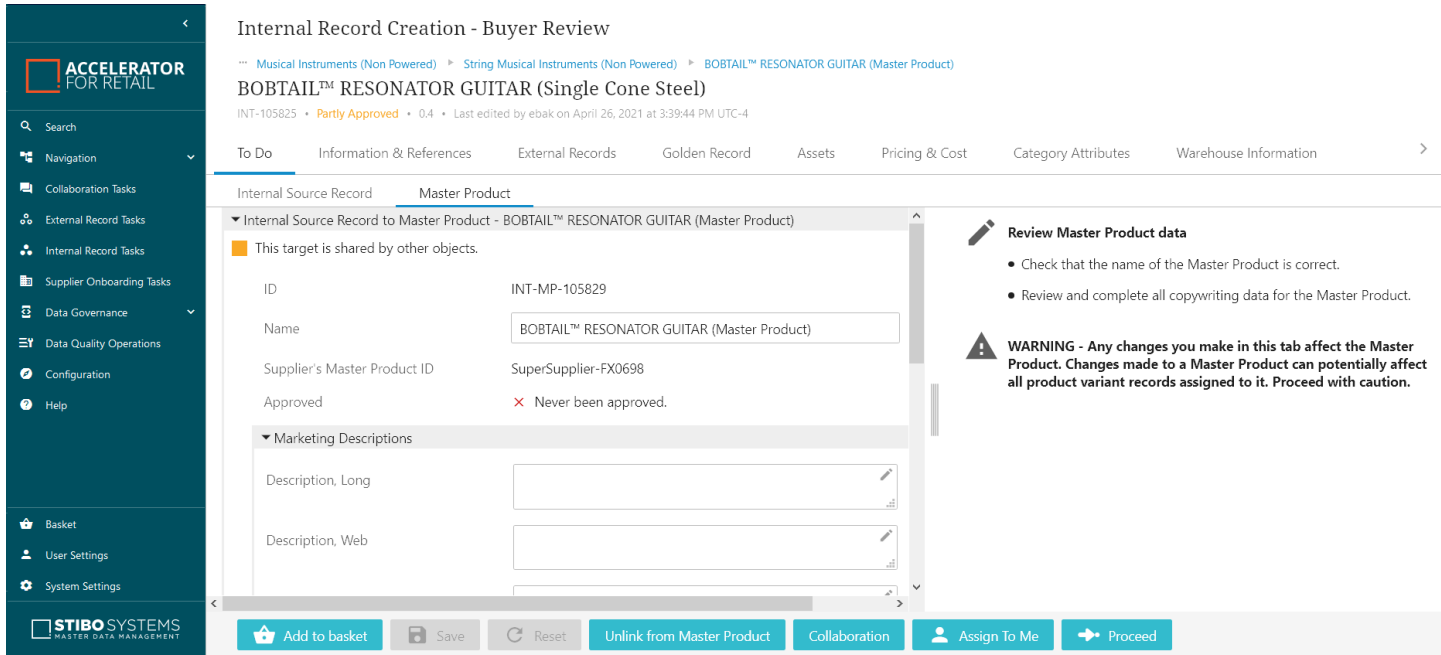 Internal Record Creation - Buyer Review
ACCELERATOR
FOR RETAIL
Search
Navigation
Collaboration Tasks
External Record Tasks
Internal Record Tasks
Supplier Onboarding Tasks
Data Governance
Data Quality Operations
Configuration
Help
Basket
User Settings
System Settings
STIBO SYSTEMS
MASTER DATA MANAGEMENT
... Musical Instruments (Non Powered) String Musical Instruments (Non Powered) BOBTAIL™ RESONATOR GUITAR (Master Product)
BOBTAIL™ RESONATOR GUITAR (Single Cone Steel)
INT-105825 • Partly Approved • 0.4 • Last edited by ebak on April 26, 2021 at 3:39:44 PM UTC-4
To Do Information & References External Records Golden Record Assets Pricing & Cost Category Attributes Warehouse Information
Internal Source Record Master Product
Internal Source Record to Master Product - BOBTAIL™ RESONATOR GUITAR (Master Product)
This target is shared by other objects.
ID INT-MP-105829
Name BOBTAIL™ RESONATOR GUITAR (Master Product)
Supplier's Master Product ID SuperSupplier-FX0698
Approved Never been approved.
Marketing Descriptions
Description, Long
Description, Web
Review Master Product data
• Check that the name of the Master Product is correct.
• Review and complete all copywriting data for the Master Product.
WARNING - Any changes you make in this tab affect the Master
Product. Changes made to a Master Product can potentially affect
all product variant records assigned to it. Proceed with caution.
Add to basket Save Reset Unlink from Master Product Collaboration Assign To Me Proceed